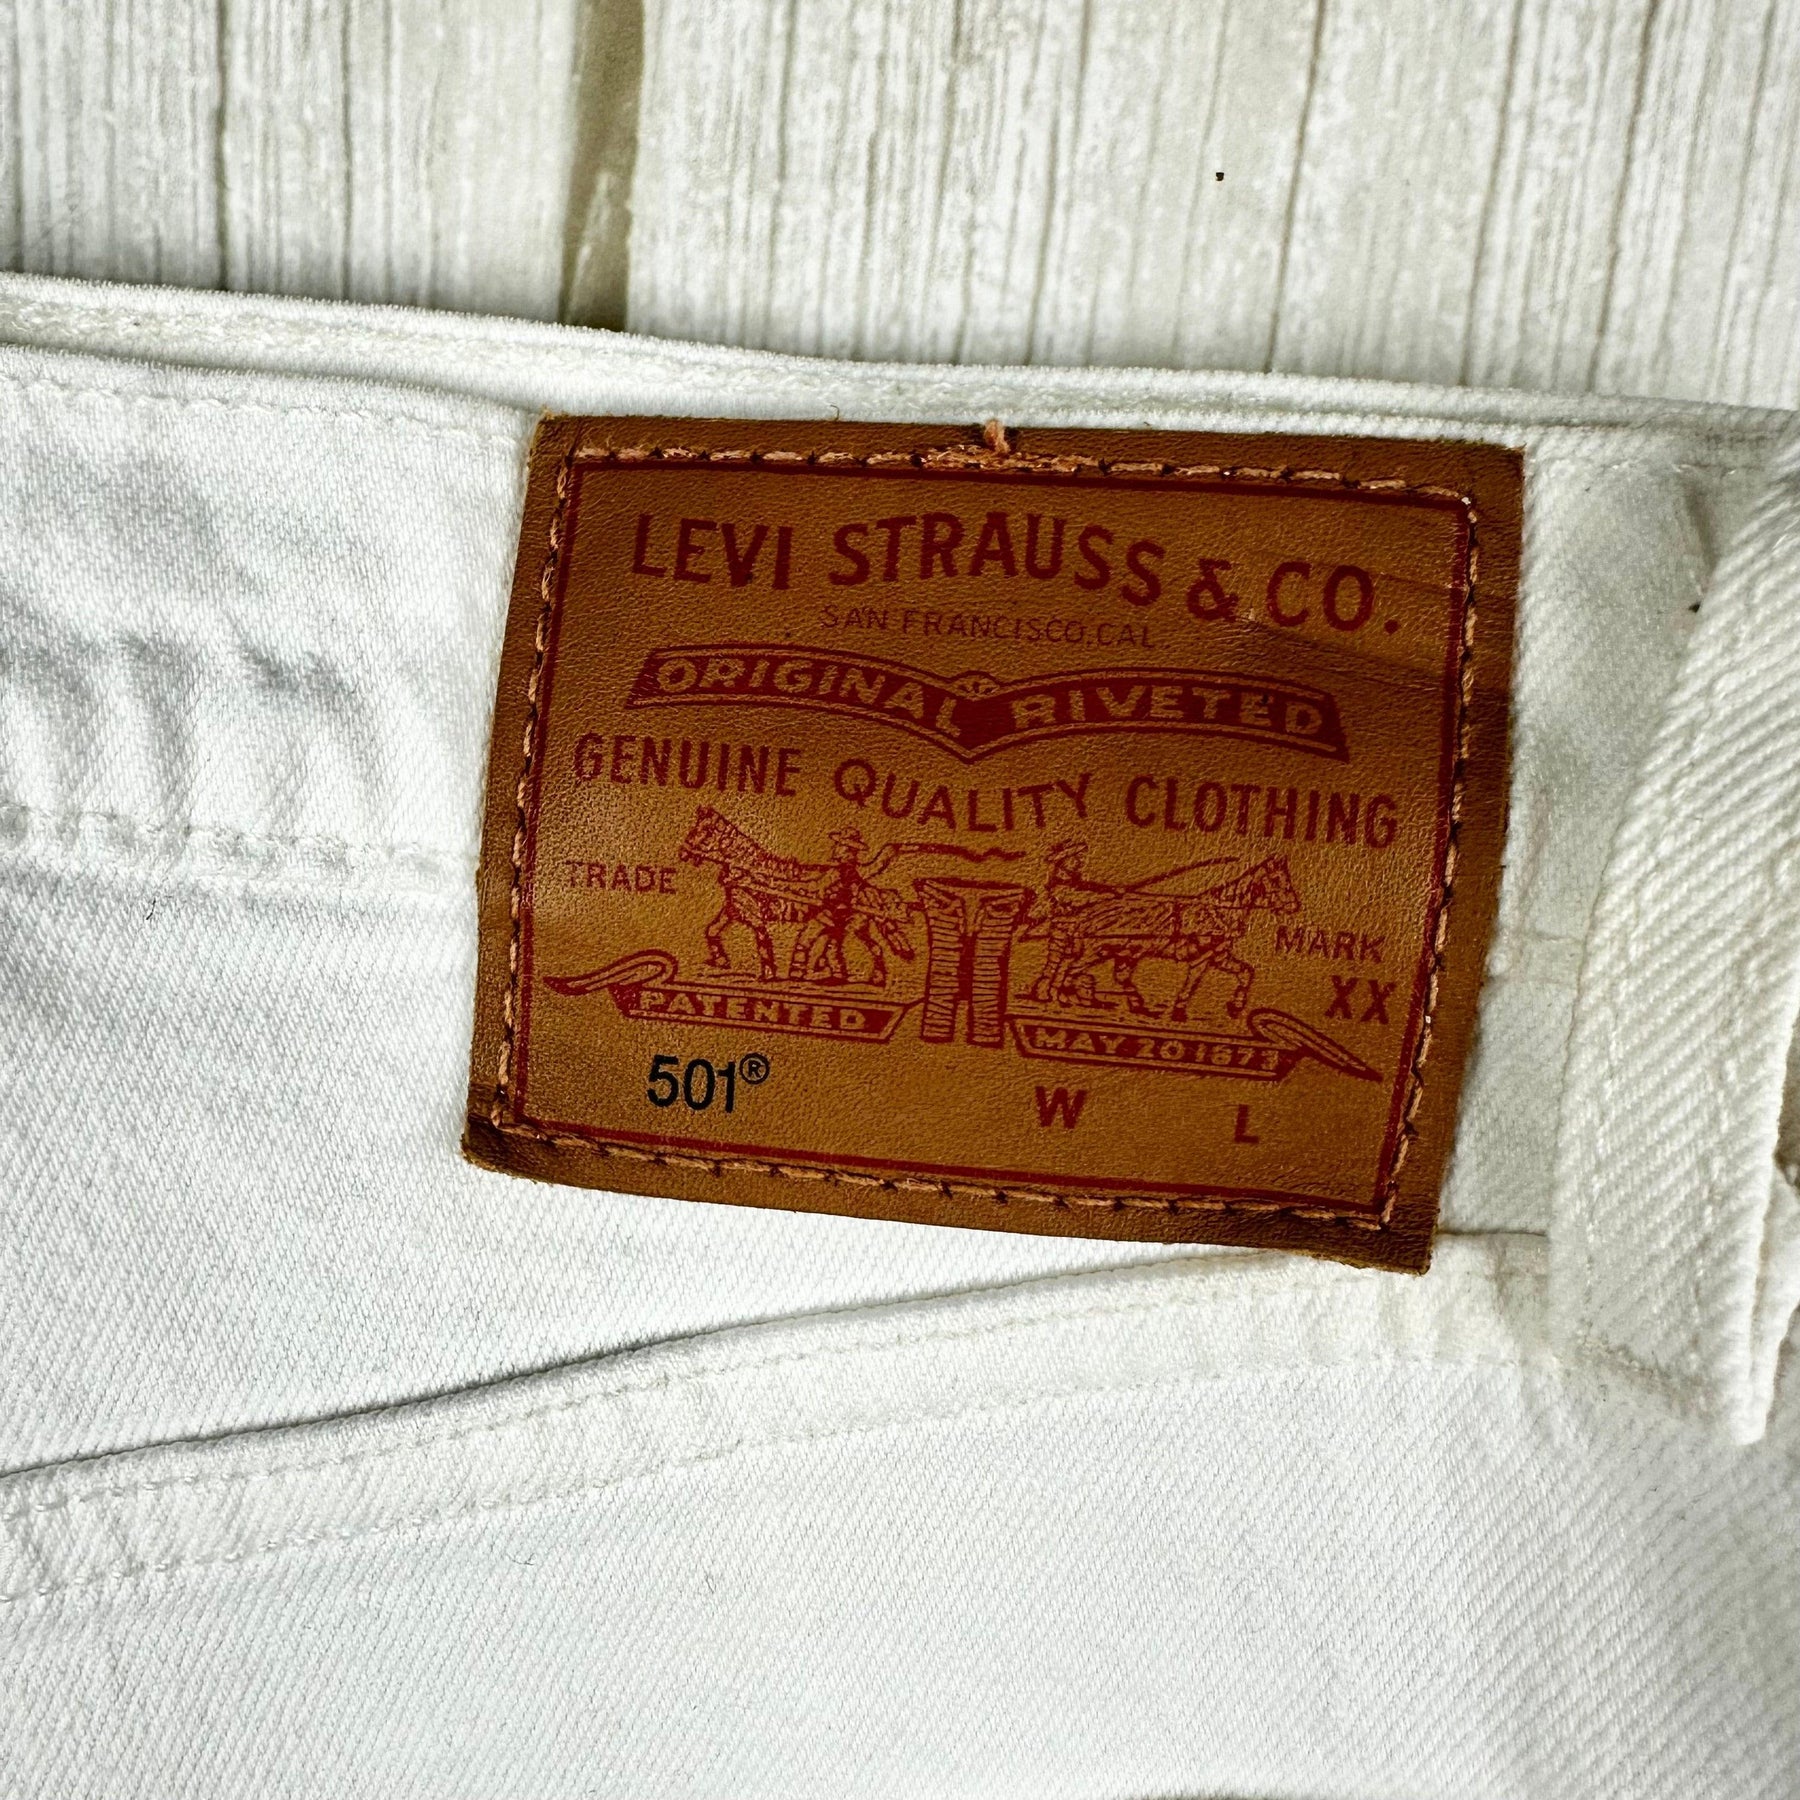 LEVI STRAUSS & CO.
SAN FRANCISCO, CAL.
ORIGINAL RIVETED
GENUINE QUALITY CLOTHING
TRADE MARK
XX
PATENTED MAY 20 1873
501® W L